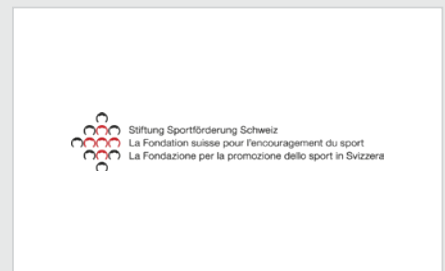 Stiftung Sportförderung Schweiz
La Fondation suisse pour l'encouragement du sport
La Fondazione per la promozione dello sport in Svizzera